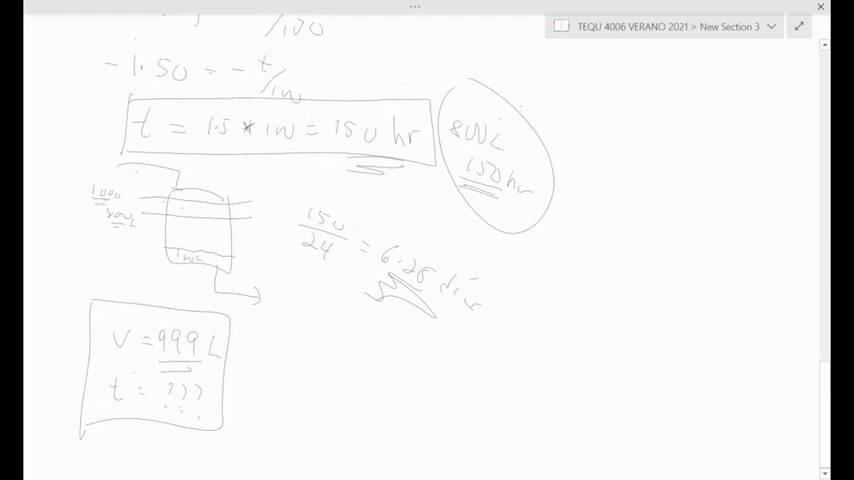 TEQU 4006 VERANO 2021 > New Section 3
/100
- 1.50 = - t/100
t = 1.5 * 100 = 150 hr
800L
150 hr
1000
800L
100L
150/24 = 6.25 días
V = 999 L
t = ???